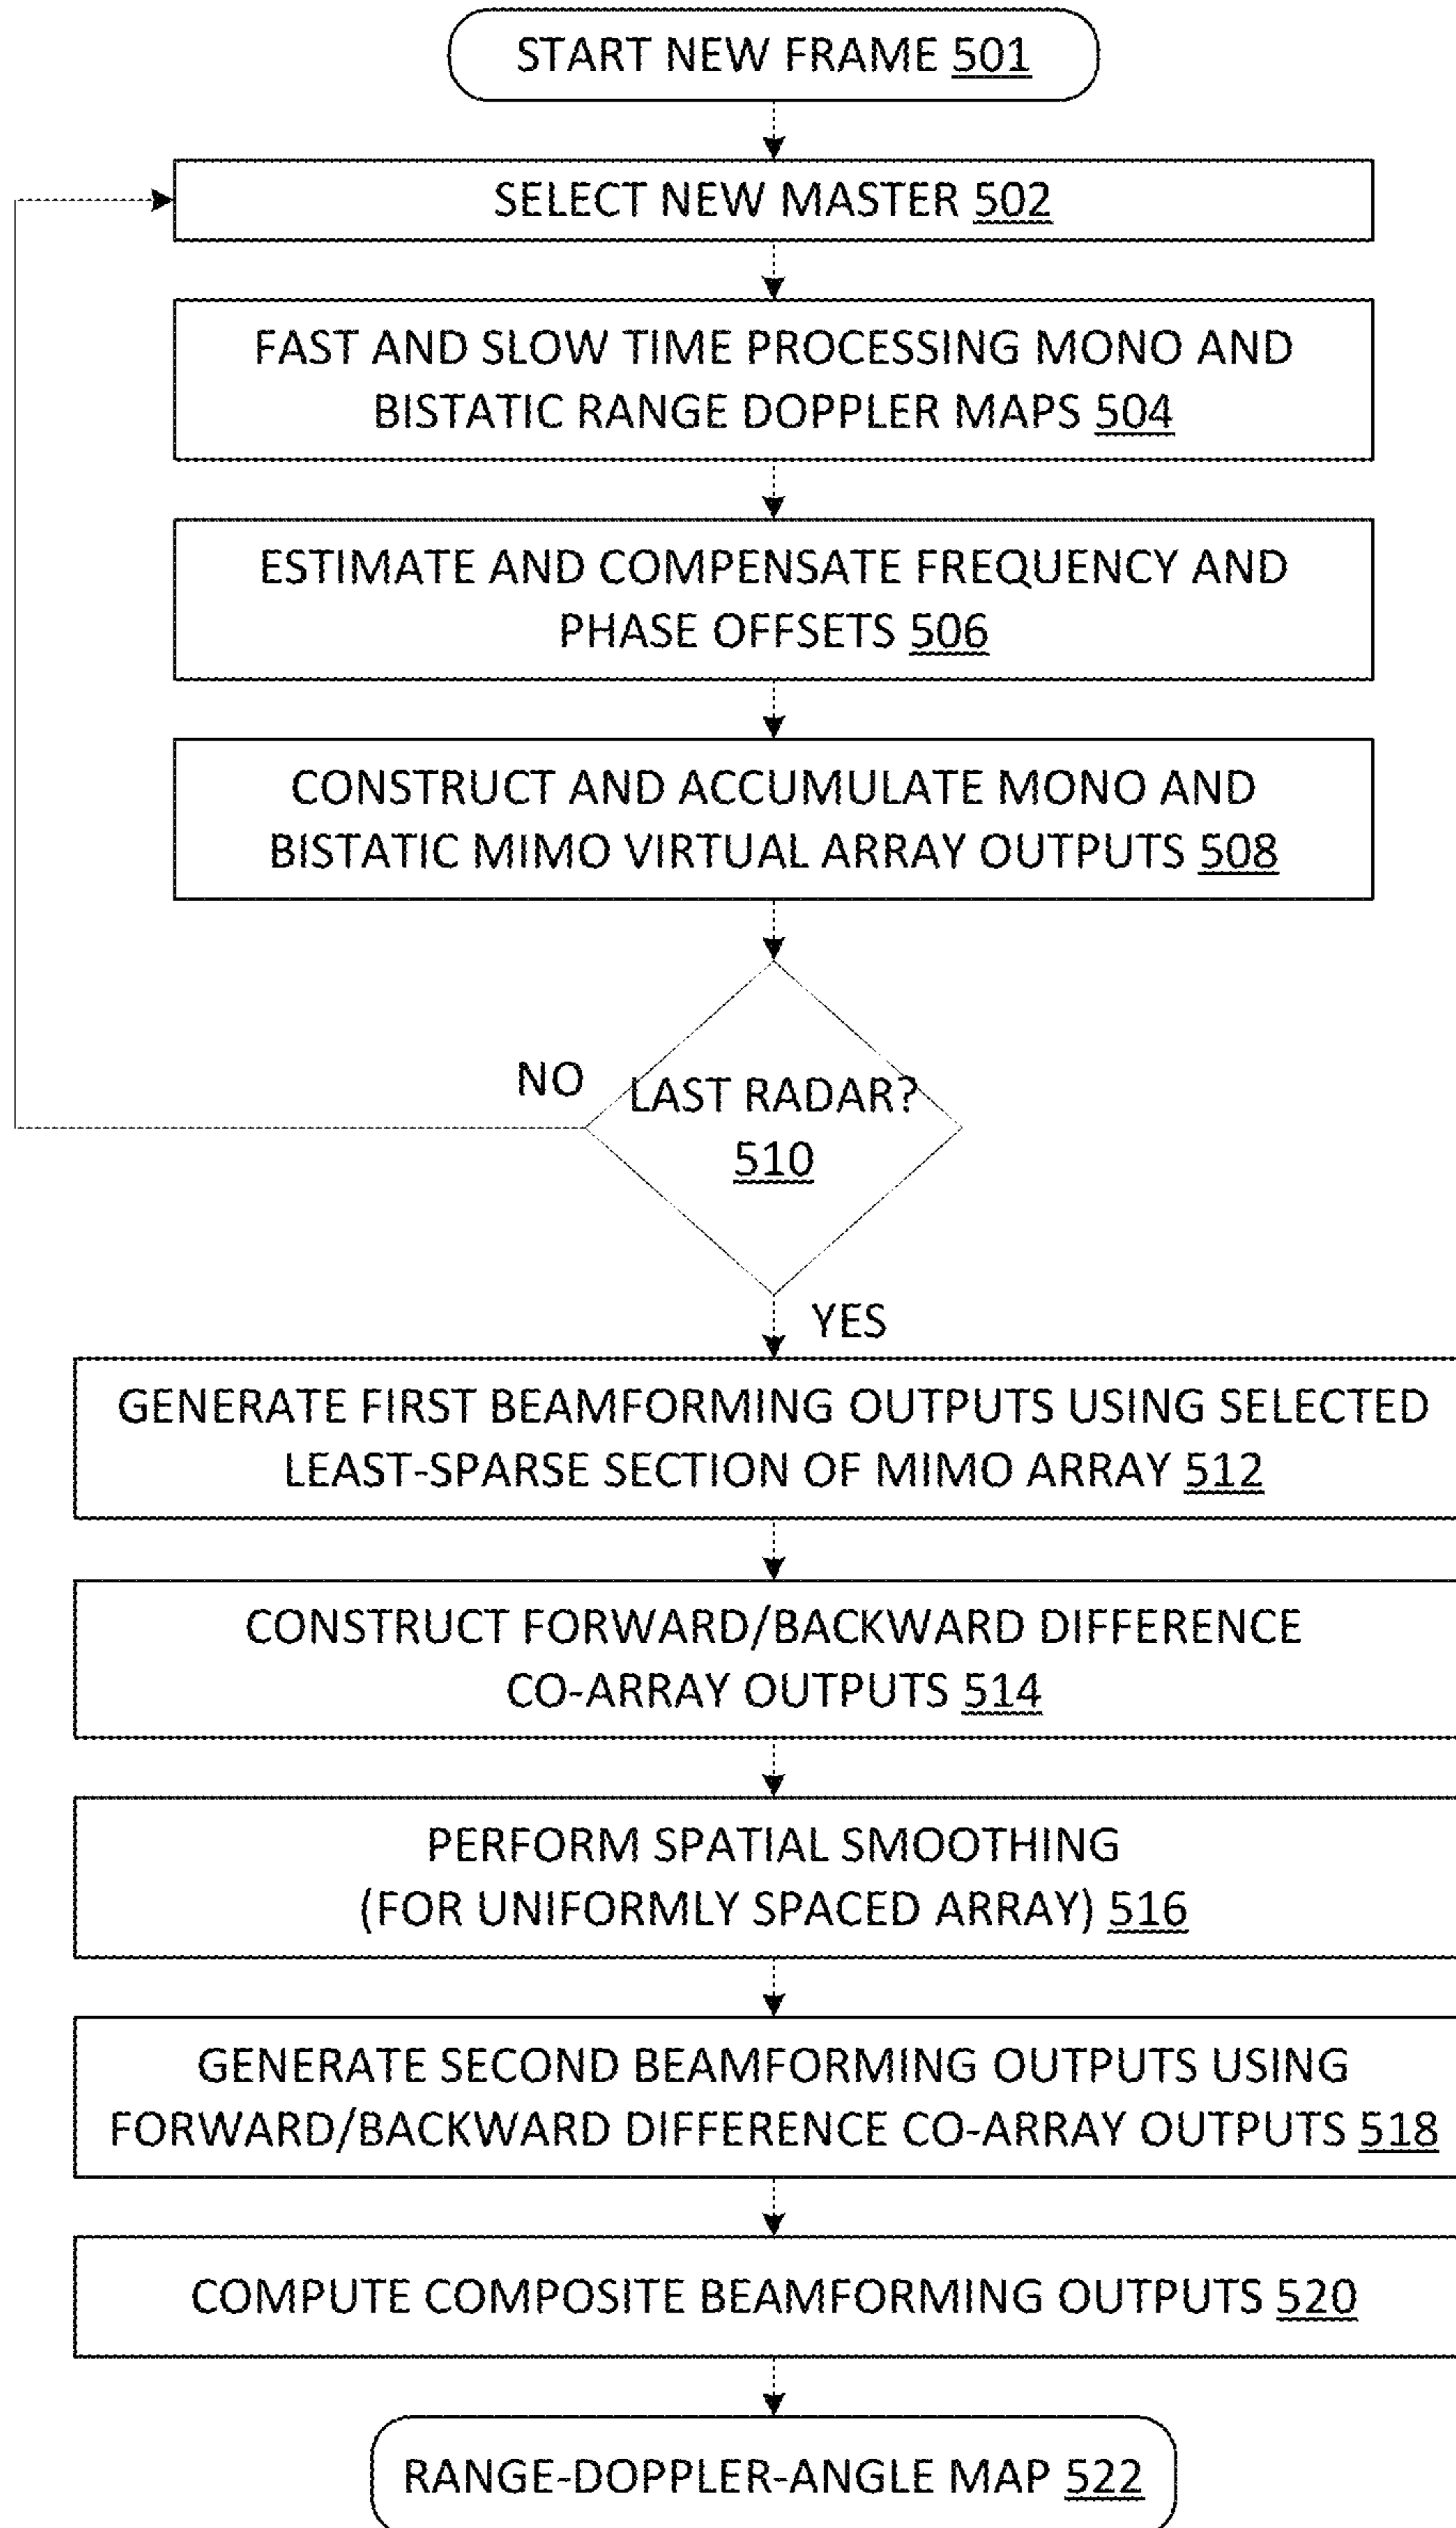 START NEW FRAME 501
SELECT NEW MASTER 502
FAST AND SLOW TIME PROCESSING MONO AND
BISTATIC RANGE DOPPLER MAPS 504
ESTIMATE AND COMPENSATE FREQUENCY AND
PHASE OFFSETS 506
CONSTRUCT AND ACCUMULATE MONO AND
BISTATIC MIMO VIRTUAL ARRAY OUTPUTS 508
NO
LAST RADAR?
510
YES
GENERATE FIRST BEAMFORMING OUTPUTS USING SELECTED
LEAST-SPARSE SECTION OF MIMO ARRAY 512
CONSTRUCT FORWARD/BACKWARD DIFFERENCE
CO-ARRAY OUTPUTS 514
PERFORM SPATIAL SMOOTHING
(FOR UNIFORMLY SPACED ARRAY) 516
GENERATE SECOND BEAMFORMING OUTPUTS USING
FORWARD/BACKWARD DIFFERENCE CO-ARRAY OUTPUTS 518
COMPUTE COMPOSITE BEAMFORMING OUTPUTS 520
RANGE-DOPPLER-ANGLE MAP 522